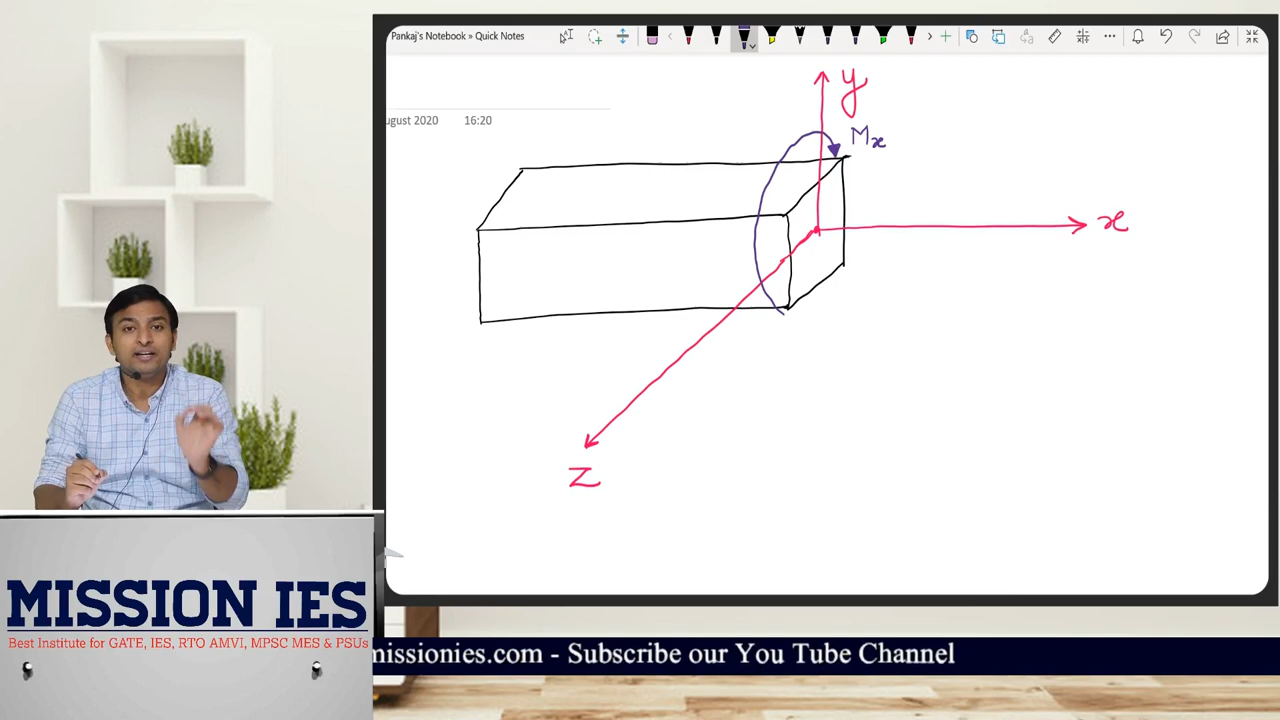 Pankaj's Notebook » Quick Notes
ugust 2020 16:20
y
Mx
x
z
MISSION IES
Best Institute for GATE, IES, RTO AMVI, MPSC MES & PSUs
missionies.com - Subscribe our You Tube Channel